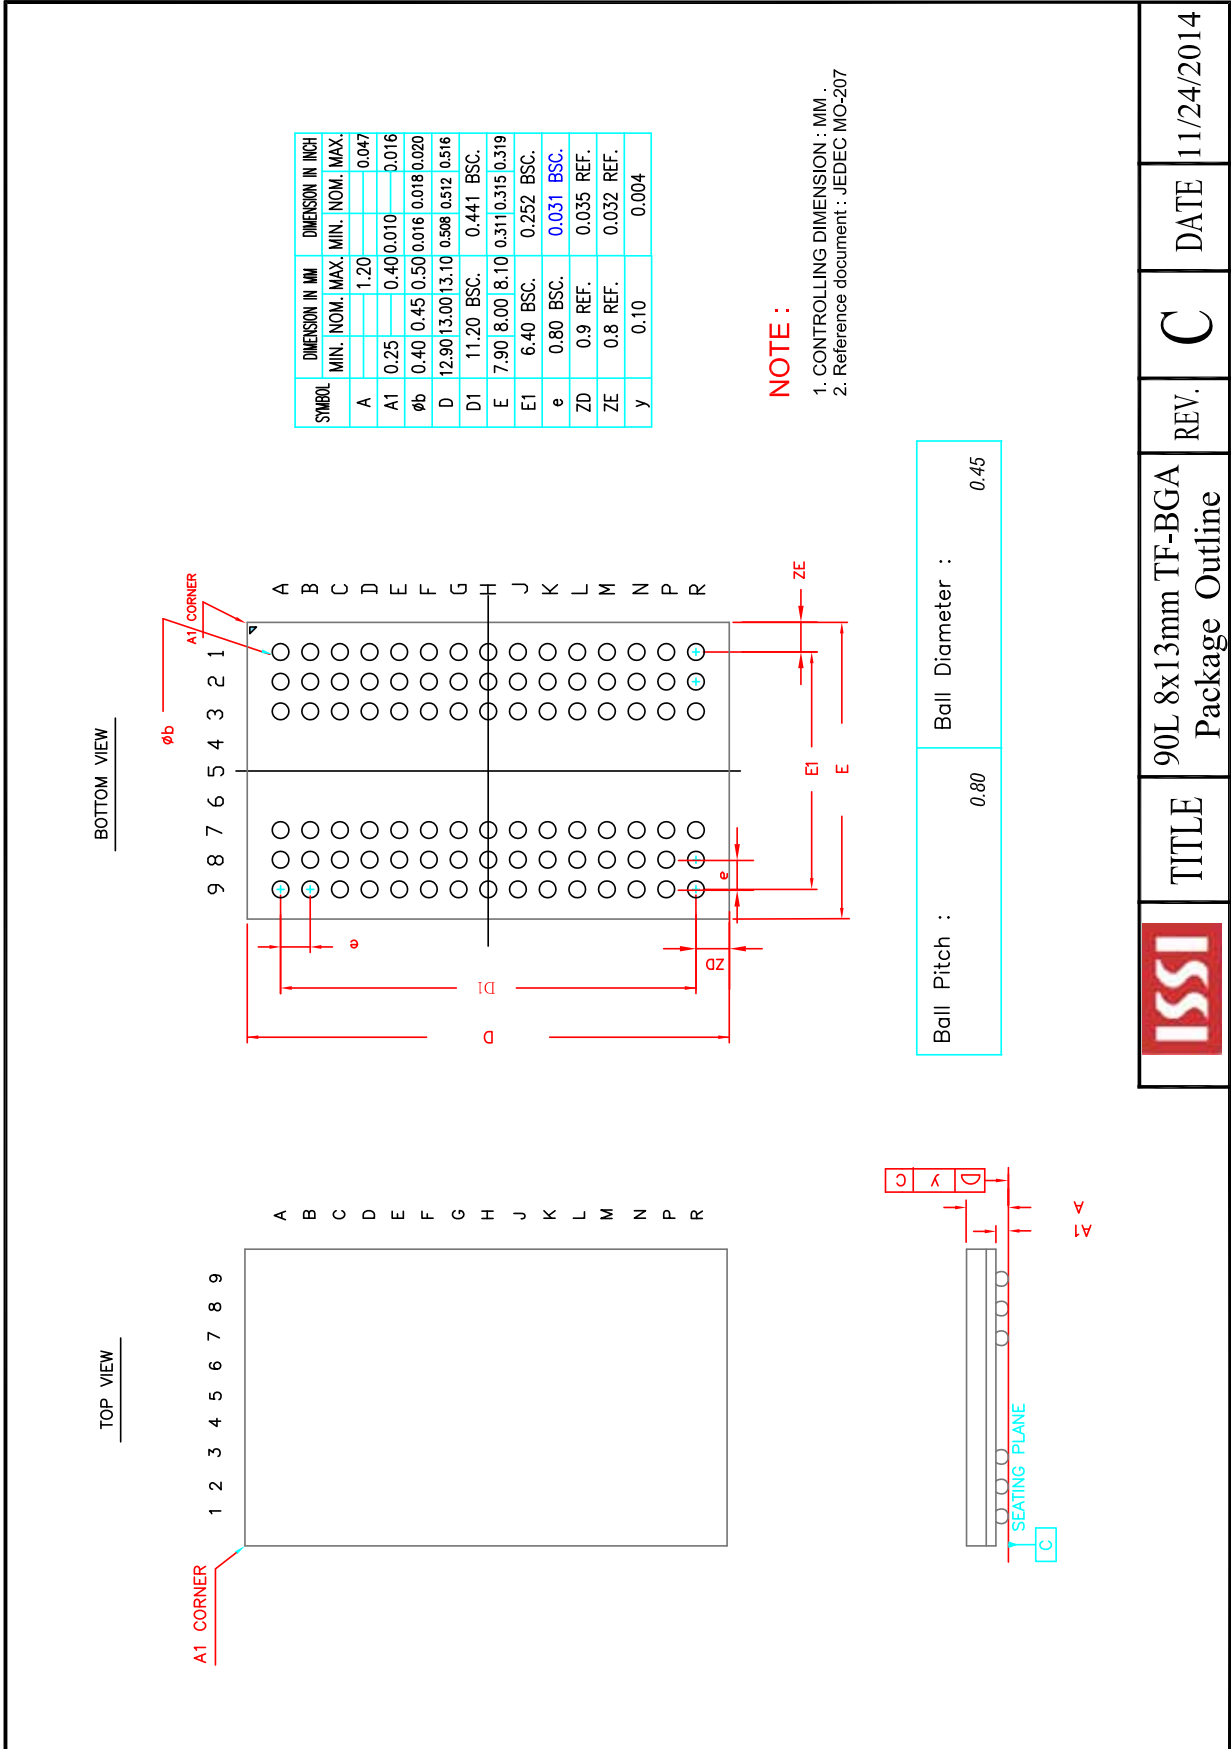 TOP VIEW
A1 CORNER
1 2 3 4 5 6 7 8 9
A
B
C
D
E
F
G
H
J
K
L
M
N
P
R
SEATING PLANE
C
D y C
A1
A
BOTTOM VIEW
Øb
A1 CORNER
9 8 7 6 5 4 3 2 1
A
B
C
D
E
F
G
H
J
K
L
M
N
P
R
e
D1
D
ZD
e
E1
E
ZE
SYMBOL DIMENSION IN MM DIMENSION IN INCH
MIN. NOM. MAX. MIN. NOM. MAX.
A 1.20 0.047
A1 0.25 0.40 0.010 0.016
Øb 0.40 0.45 0.50 0.016 0.018 0.020
D 12.90 13.00 13.10 0.508 0.512 0.516
D1 11.20 BSC. 0.441 BSC.
E 7.90 8.00 8.10 0.311 0.315 0.319
E1 6.40 BSC. 0.252 BSC.
e 0.80 BSC. 0.031 BSC.
ZD 0.9 REF. 0.035 REF.
ZE 0.8 REF. 0.032 REF.
y 0.10 0.004
NOTE :
1. CONTROLLING DIMENSION : MM .
2. Reference document : JEDEC MO-207
Ball Pitch : 0.80
Ball Diameter : 0.45
ISSI
TITLE
90L 8x13mm TF-BGA
Package Outline
REV.
C
DATE
11/24/2014